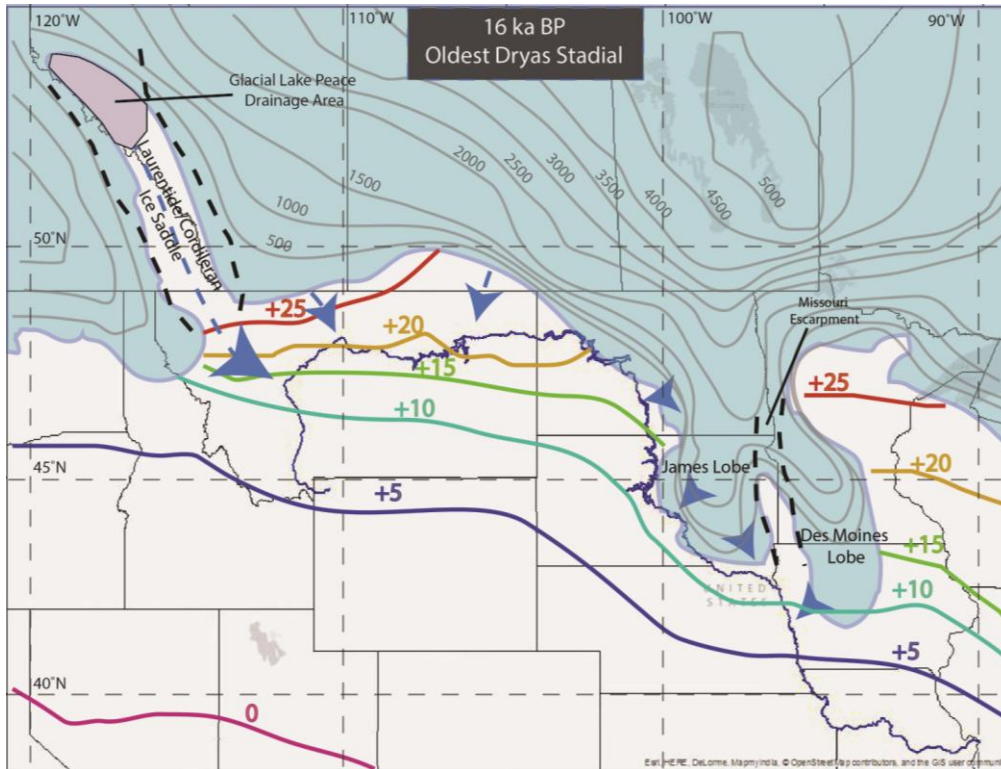 120°W
110°W
100°W
90°W
16 ka BP
Oldest Dryas Stadial
Glacial Lake Peace
Drainage Area
Laurentide/Cordilleran
Ice Saddle
500
1000
1500
2000
2500
3000
3500
4000
4500
5000
50°N
Missouri
Escarpment
+25
+20
+15
+10
+5
+25
+20
+15
+10
+5
45°N
James Lobe
Des Moines
Lobe
UNITED
STATES
40°N
0
Esri, HERE, DeLorme, MapmyIndia, © OpenStreetMap contributors, and the GIS user communit